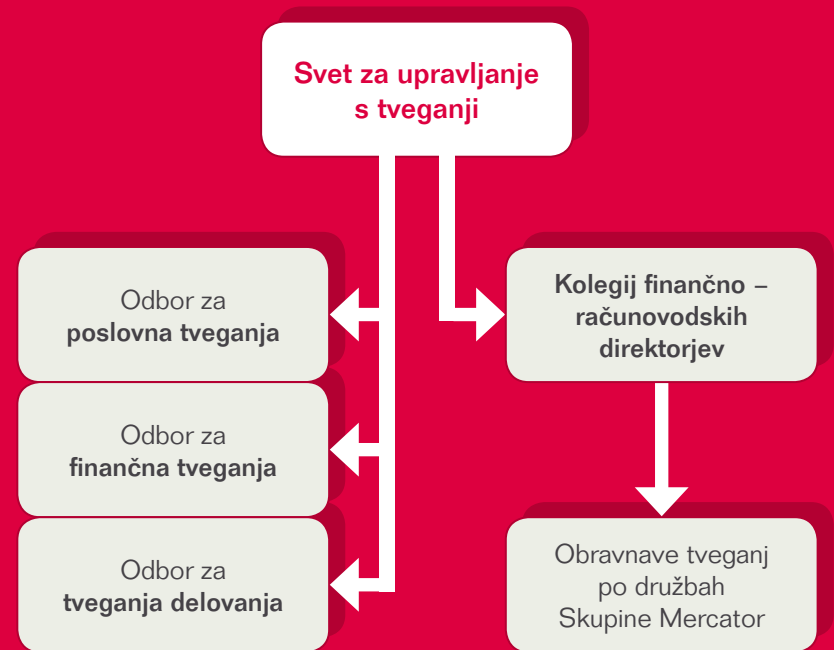 Svet za upravljanje
s tveganji
Odbor za
poslovna tveganja
Odbor za
finančna tveganja
Odbor za
tveganja delovanja
Kolegij finančno –
računovodskih
direktorjev
Obravnave tveganj
po družbah
Skupine Mercator